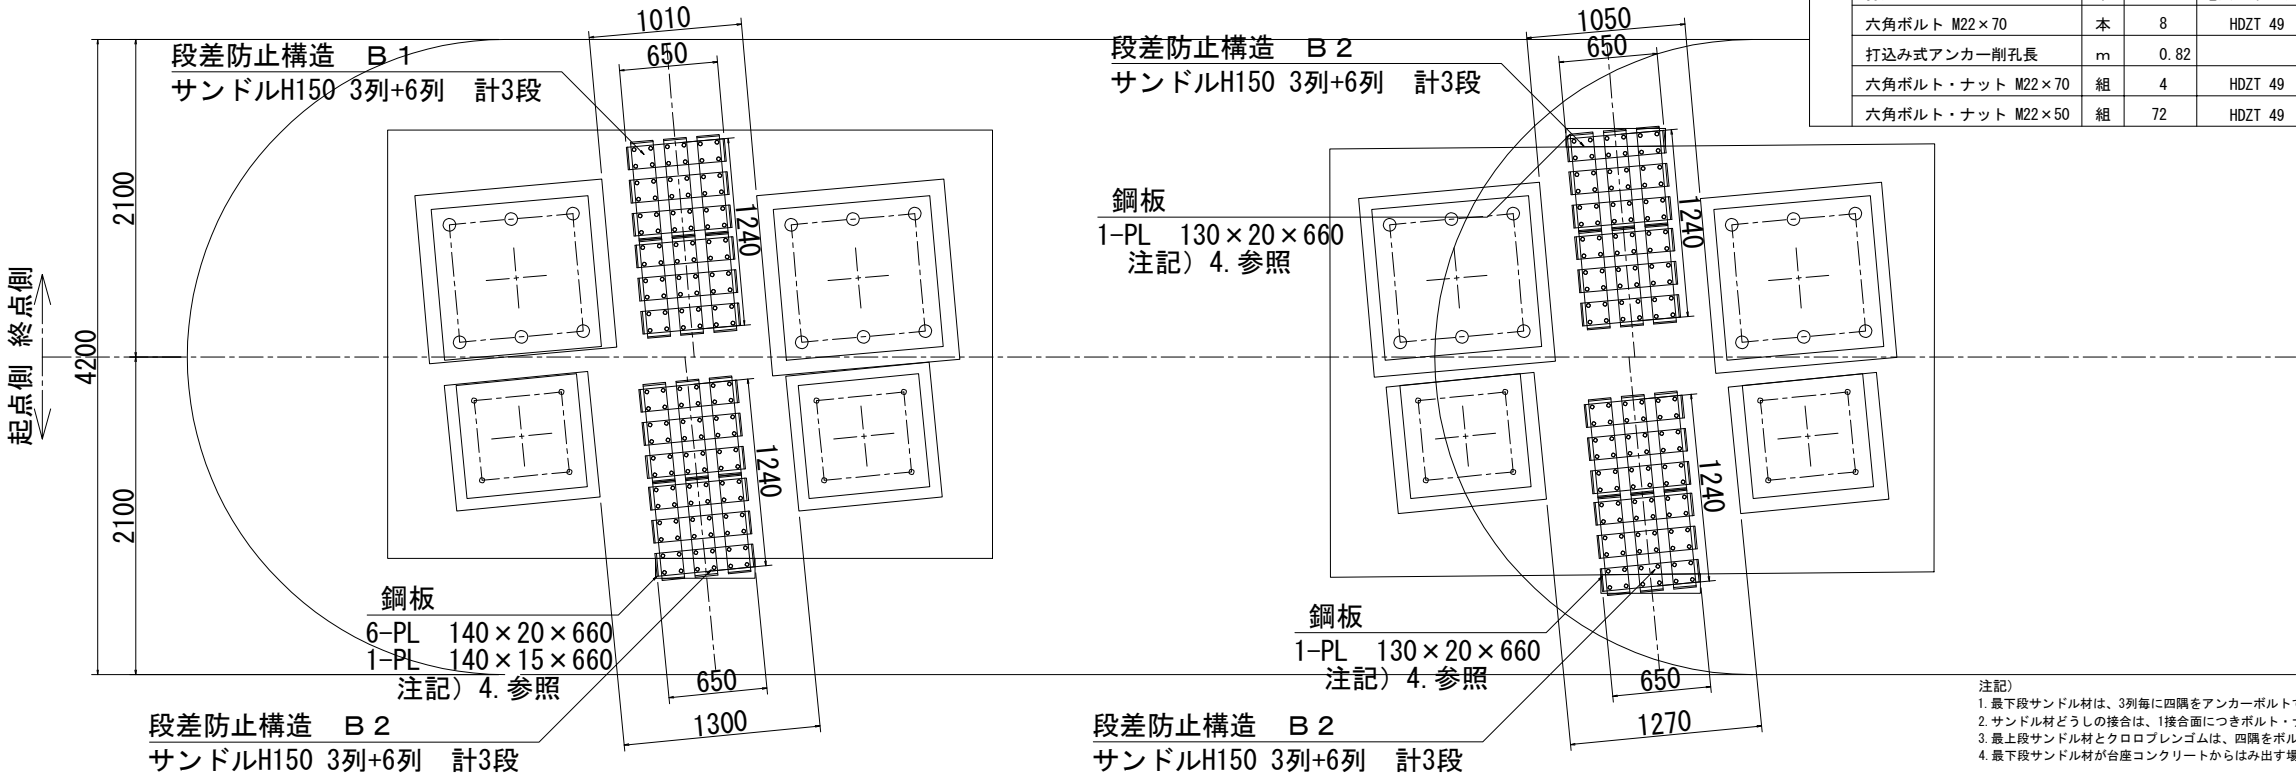 1010
650
段差防止構造　Ｂ１
サンドルH150 3列+6列　計3段
1240
2100
4200
2100
起点側 終点側
1240
鋼板
6-PL　140×20×660
1-PL　140×15×660
注記）4.参照
650
1300
段差防止構造　Ｂ２
サンドルH150 3列+6列　計3段
1050
650
段差防止構造　Ｂ２
サンドルH150 3列+6列　計3段
鋼板
1-PL　130×20×660
注記）4.参照
1240
1240
鋼板
1-PL　130×20×660
注記）4.参照
650
1270
段差防止構造　Ｂ２
サンドルH150 3列+6列　計3段
六角ボルト M22×70 本 8 HDZT 49
打込み式アンカー削孔長 m 0.82
六角ボルト・ナット M22×70 組 4 HDZT 49
六角ボルト・ナット M22×50 組 72 HDZT 49
注記）
1.最下段サンドル材は、3列毎に四隅をアンカーボルト
2.サンドル材どうしの接合は、1接合面につきボルト・
3.最上段サンドル材とクロロプレンゴムは、四隅をボル
4.最下段サンドル材が台座コンクリートからはみ出す場